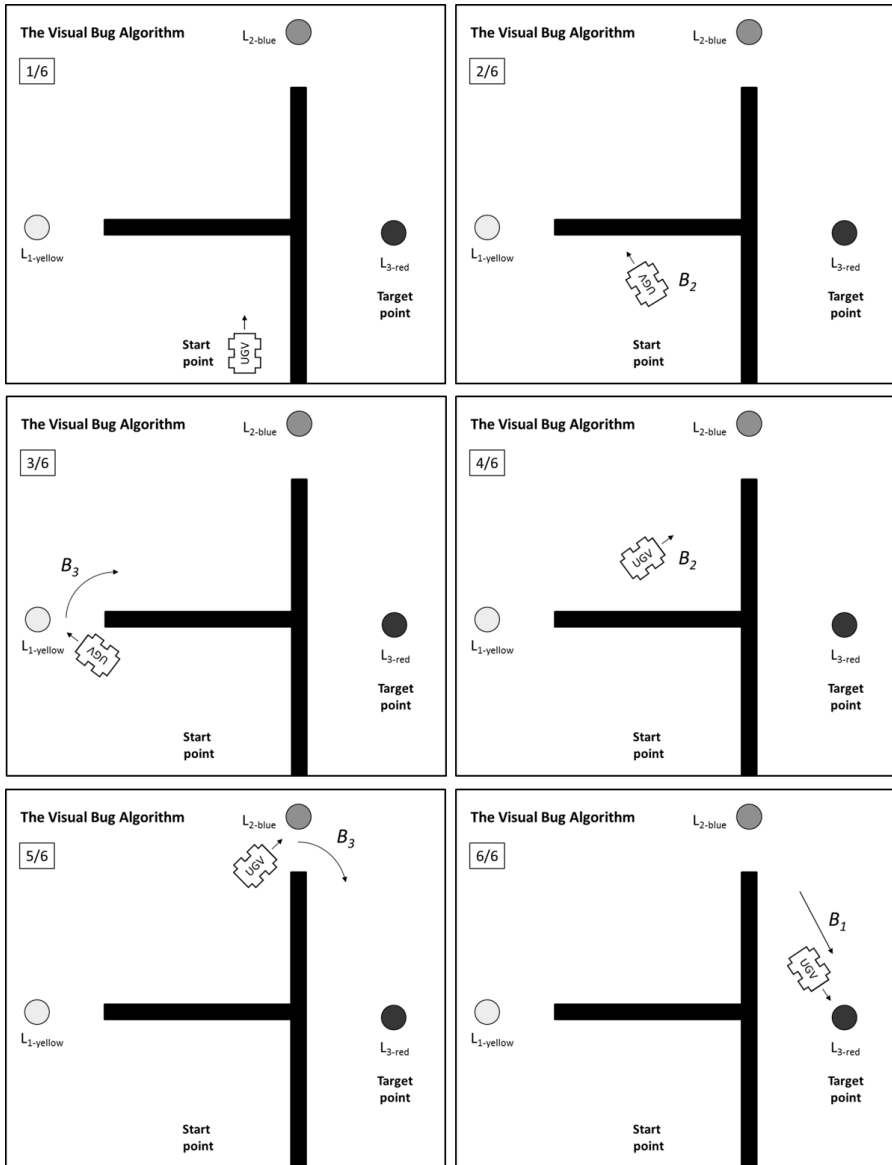 The Visual Bug Algorithm
L2-blue
1/6
L1-yellow
L3-red
Target
point
Start
point
UGV
The Visual Bug Algorithm
L2-blue
2/6
L1-yellow
L3-red
UGV
B2
Target
point
Start
point
The Visual Bug Algorithm
L2-blue
3/6
B3
L1-yellow
UGV
L3-red
Target
point
Start
point
The Visual Bug Algorithm
L2-blue
4/6
UGV
B2
L1-yellow
L3-red
Target
point
Start
point
The Visual Bug Algorithm
L2-blue
B3
5/6
UGV
L1-yellow
L3-red
Target
point
Start
point
The Visual Bug Algorithm
L2-blue
6/6
B1
UGV
L1-yellow
L3-red
Target
point
Start
point